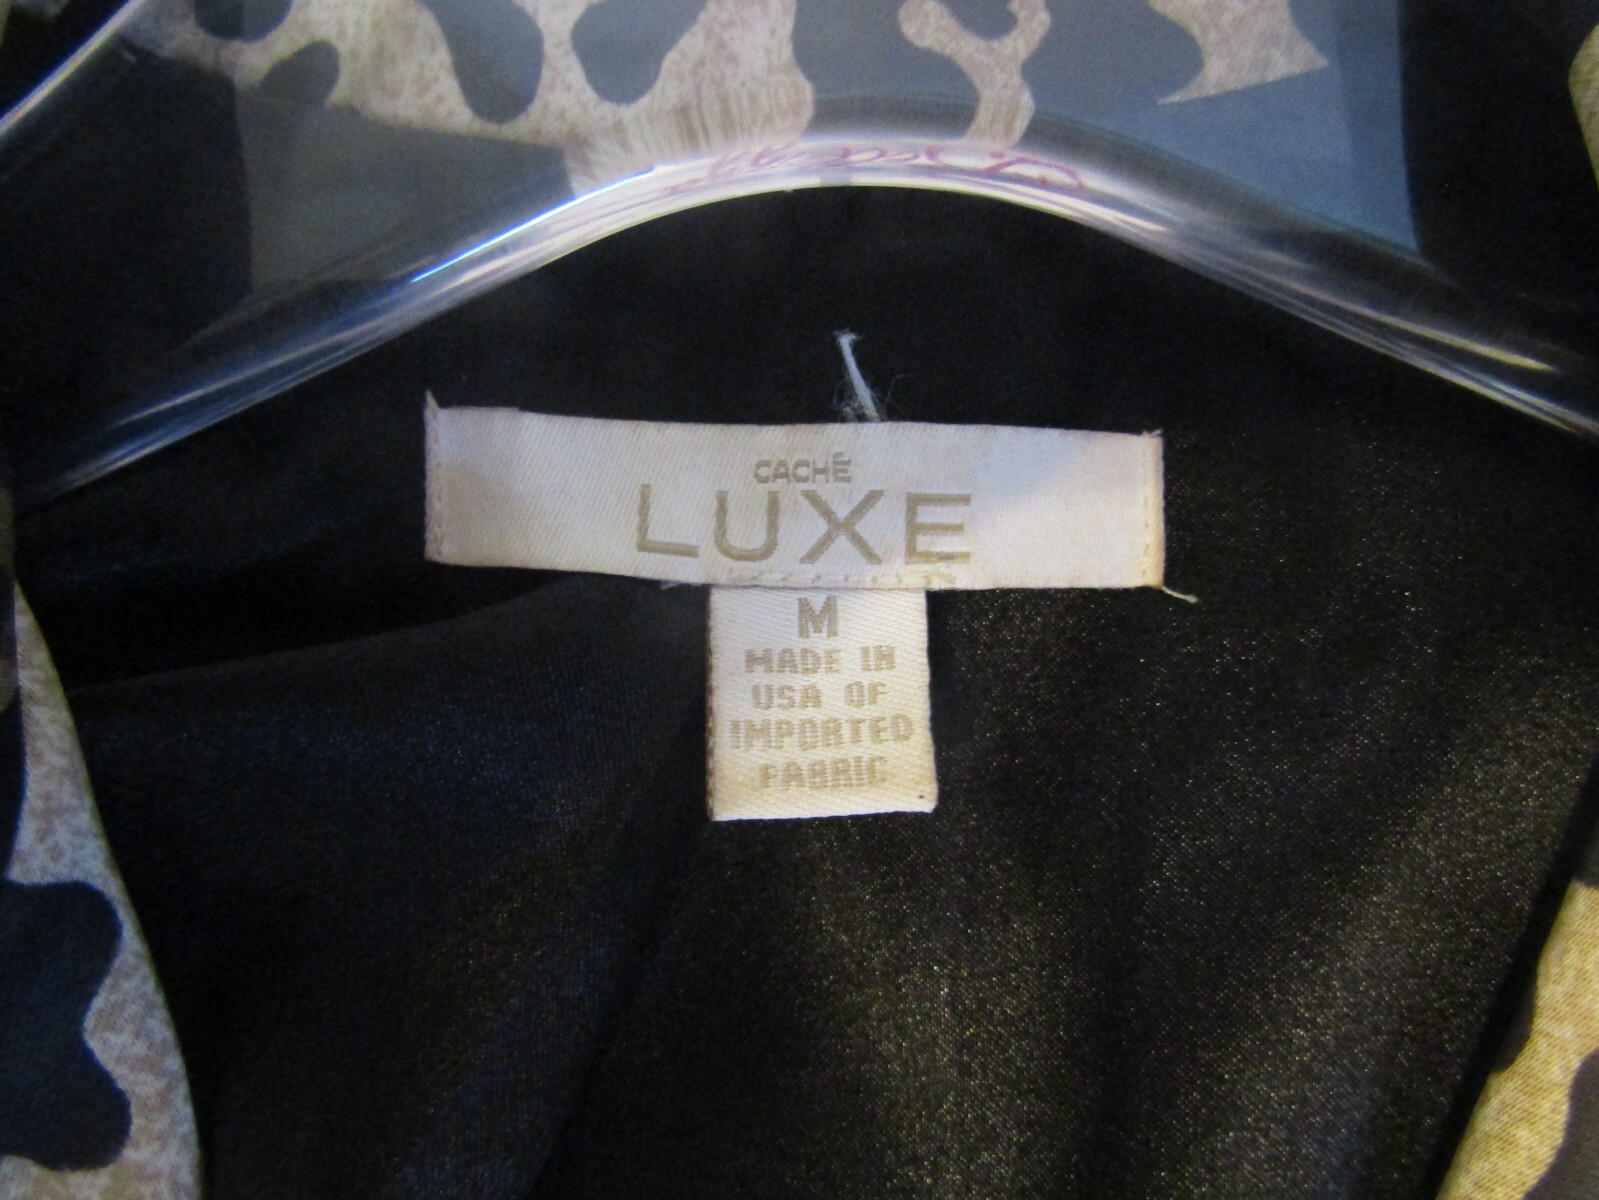 CACHÉ
LUXE
M
MADE IN
USA OF
IMPORTED
FABRIC